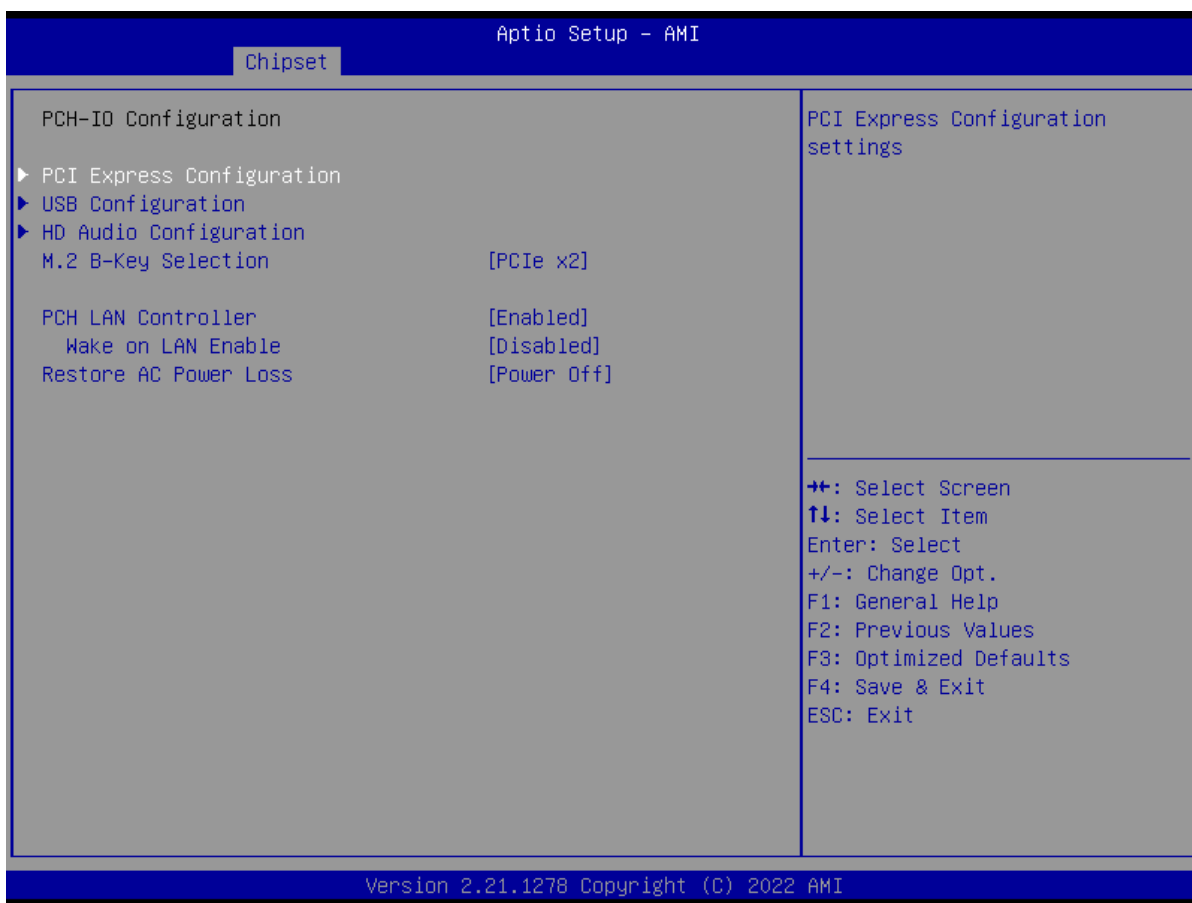 Aptio Setup – AMI
Chipset
PCH-IO Configuration
▶ PCI Express Configuration
▶ USB Configuration
▶ HD Audio Configuration
M.2 B-Key Selection [PCIe x2]
PCH LAN Controller [Enabled]
Wake on LAN Enable [Disabled]
Restore AC Power Loss [Power Off]
PCI Express Configuration
settings
→←: Select Screen
↑↓: Select Item
Enter: Select
+/-: Change Opt.
F1: General Help
F2: Previous Values
F3: Optimized Defaults
F4: Save & Exit
ESC: Exit
Version 2.21.1278 Copyright (C) 2022 AMI